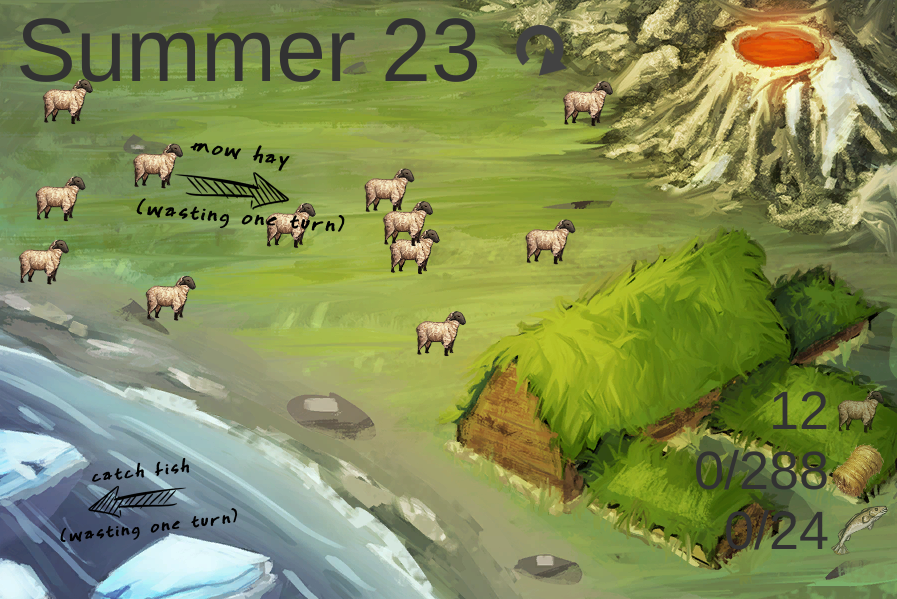 Summer 23
mow hay
(wasting one turn)
12
0/288
0/24
catch fish
(wasting one turn)